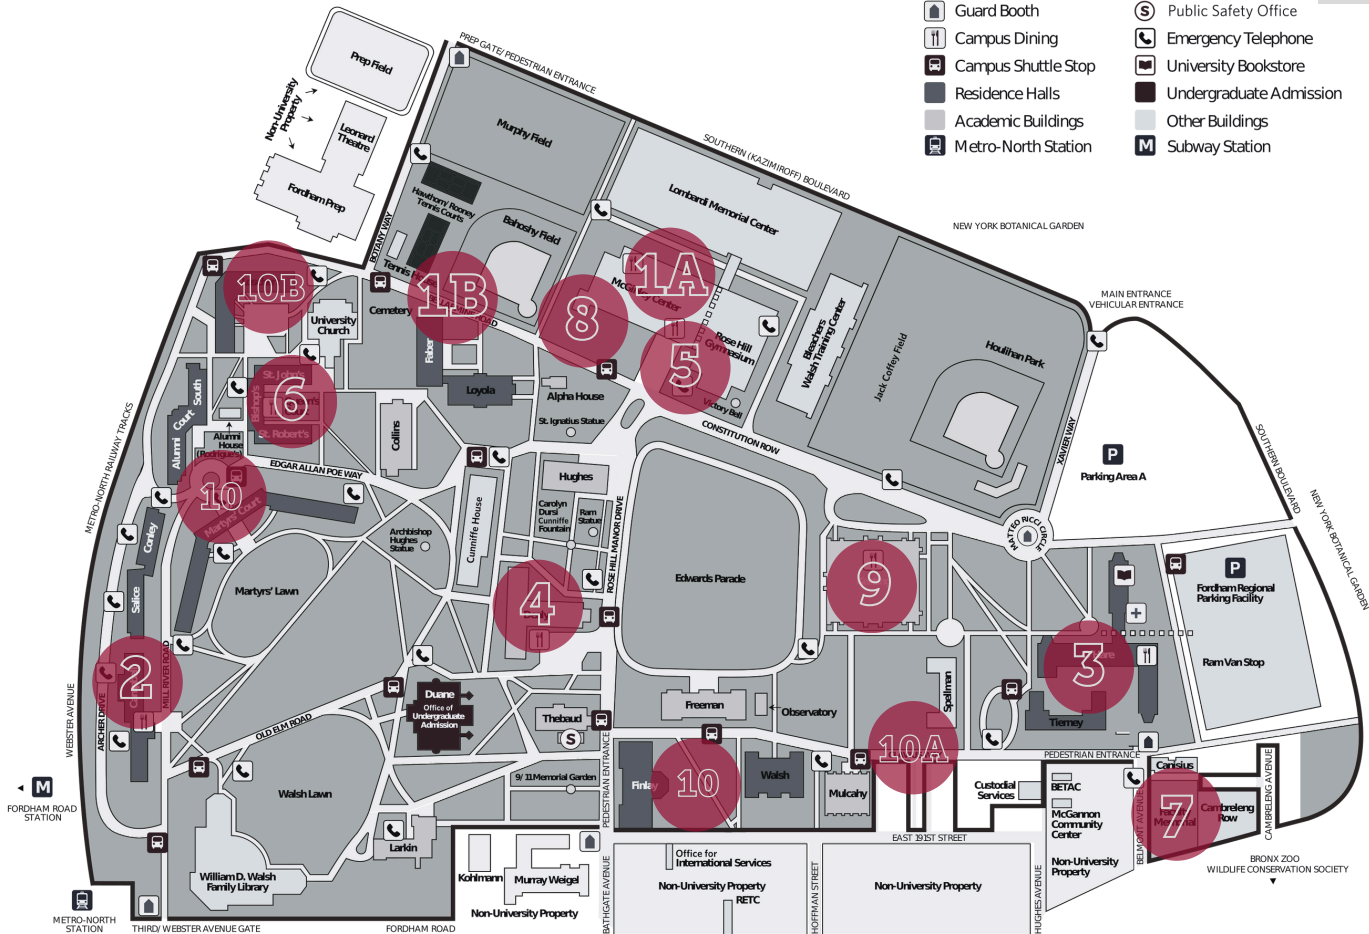 Guard Booth
Campus Dining
Campus Shuttle Stop
Residence Halls
Academic Buildings
Metro-North Station
S Public Safety Office
Emergency Telephone
University Bookstore
Undergraduate Admission
Other Buildings
M Subway Station
PREP GATE/ PEDESTRIAN ENTRANCE
Prep Field
Non-University
Property
Leonard
Theatre
Fordham Prep
Murphy Field
SOUTHERN (KAZIMIROFF) BOULEVARD
Lombardi Memorial Center
NEW YORK BOTANICAL GARDEN
Hawthorn/ Rooney
Tennis Courts
Bahoshy Field
BOTANY WAY
1A
1B
10B
8
5
Cemetery
University
Church
Faber
Rose Hill
Gymnasium
Bleachers
Walsh Training Center
Jack Coffey Field
Houlihan Park
MAIN ENTRANCE
VEHICULAR ENTRANCE
METRO-NORTH RAILWAY TRACKS
Alumni Court South
St. John's
6
St. Robert's
Loyola
Alpha House
St. Ignatius Statue
Victory Bell
CONSTITUTION ROW
Collins
XAVIER WAY
P
Parking Area A
SOUTHERN BOULEVARD
NEW YORK BOTANICAL GARDEN
Alumni
House
(Rodrigue's)
EDGAR ALLAN POE WAY
10
Martyrs' Court
Hughes
Carolyn
Dursi
Cunniffe
Fountain
Ram
Statue
ROSE HILL MANOR DRIVE
Cunniffe House
Archbishop
Hughes
Statue
Conley
MATEO RICCI CIRCLE
Edwards Parade
Martyrs' Lawn
Salice
4
9
P
Fordham Regional
Parking Facility
Ram Van Stop
3
Tierney
2
MILL RIVER ROAD
ARCHER DRIVE
WEBSTER AVENUE
OLD ELM ROAD
Duane
Office of
Undergraduate
Admission
Thebaud
S
Freeman
Observatory
Spellman
10A
PEDESTRIAN ENTRANCE
PEDESTRIAN ENTRANCE
9/11 Memorial Garden
Finlay
10
Walsh
Mulcahy
Custodial
Services
BETAC
McGannon
Community
Center
Non-University
Property
Canisius
7
Cambreleng
Row
BELMONT AVENUE
CAMBRELENG AVENUE
M
FORDHAM ROAD
STATION
Walsh Lawn
Larkin
William D. Walsh
Family Library
EAST 191ST STREET
Kohlmann
Murray Weigel
Non-University Property
Office for
International Services
Non-University Property
RETC
Non-University Property
BATHGATE AVENUE
HOFFMAN STREET
HUGHES AVENUE
BRONX ZOO
WILDLIFE CONSERVATION SOCIETY
METRO-NORTH
STATION
THIRD/ WEBSTER AVENUE GATE
FORDHAM ROAD